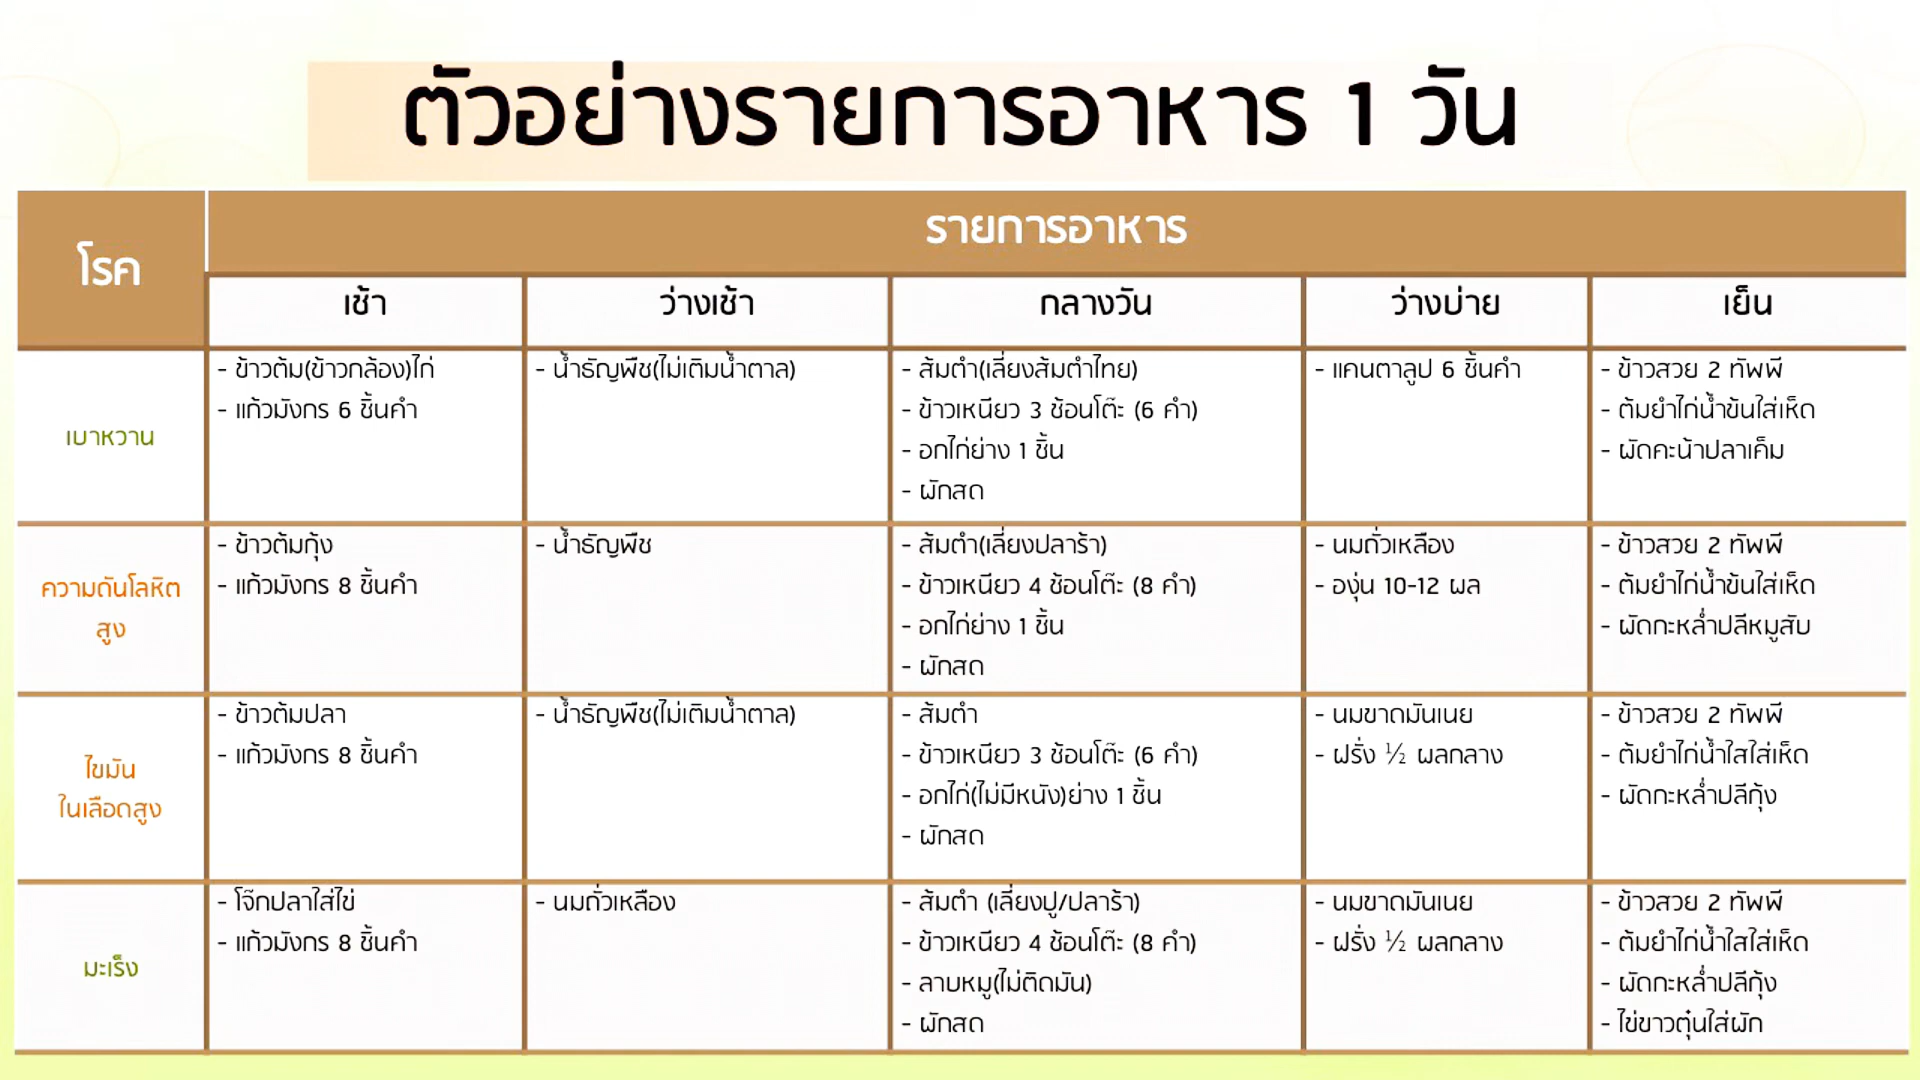 ตัวอย่างรายการอาหาร 1 วัน
โรค
รายการอาหาร
เช้า
ว่างเช้า
กลางวัน
ว่างบ่าย
เย็น
เบาหวาน
- ข้าวต้ม(ข้าวกล้อง)ไก่
- แก้วมังกร 6 ชิ้นคำ
- น้ำธัญพืช(ไม่เติมน้ำตาล)
- ส้มตำ(เลี่ยงส้มตำไทย)
- ข้าวเหนียว 3 ช้อนโต๊ะ (6 คำ)
- อกไก่ย่าง 1 ชิ้น
- ผักสด
- แคนตาลูป 6 ชิ้นคำ
- ข้าวสวย 2 ทัพพี
- ต้มยำไก่น้ำข้นใส่เห็ด
- ผัดคะน้าปลาเค็ม
ความดันโลหิต
สูง
- ข้าวต้มกุ้ง
- แก้วมังกร 8 ชิ้นคำ
- น้ำธัญพืช
- ส้มตำ(เลี่ยงปลาร้า)
- ข้าวเหนียว 4 ช้อนโต๊ะ (8 คำ)
- อกไก่ย่าง 1 ชิ้น
- ผักสด
- นมถั่วเหลือง
- องุ่น 10-12 ผล
- ข้าวสวย 2 ทัพพี
- ต้มยำไก่น้ำข้นใส่เห็ด
- ผัดกะหล่ำปลีหมูสับ
ไขมัน
ในเลือดสูง
- ข้าวต้มปลา
- แก้วมังกร 8 ชิ้นคำ
- น้ำธัญพืช(ไม่เติมน้ำตาล)
- ส้มตำ
- ข้าวเหนียว 3 ช้อนโต๊ะ (6 คำ)
- อกไก่(ไม่มีหนัง)ย่าง 1 ชิ้น
- ผักสด
- นมขาดมันเนย
- ฝรั่ง ½ ผลกลาง
- ข้าวสวย 2 ทัพพี
- ต้มยำไก่น้ำใสใส่เห็ด
- ผัดกะหล่ำปลีกุ้ง
มะเร็ง
- โจ๊กปลาใส่ไข่
- แก้วมังกร 8 ชิ้นคำ
- นมถั่วเหลือง
- ส้มตำ (เลี่ยงปู/ปลาร้า)
- ข้าวเหนียว 4 ช้อนโต๊ะ (8 คำ)
- ลาบหมู(ไม่ติดมัน)
- ผักสด
- นมขาดมันเนย
- ฝรั่ง ½ ผลกลาง
- ข้าวสวย 2 ทัพพี
- ต้มยำไก่น้ำใสใส่เห็ด
- ผัดกะหล่ำปลีกุ้ง
- ไข่ขาวตุ๋นใส่ผัก